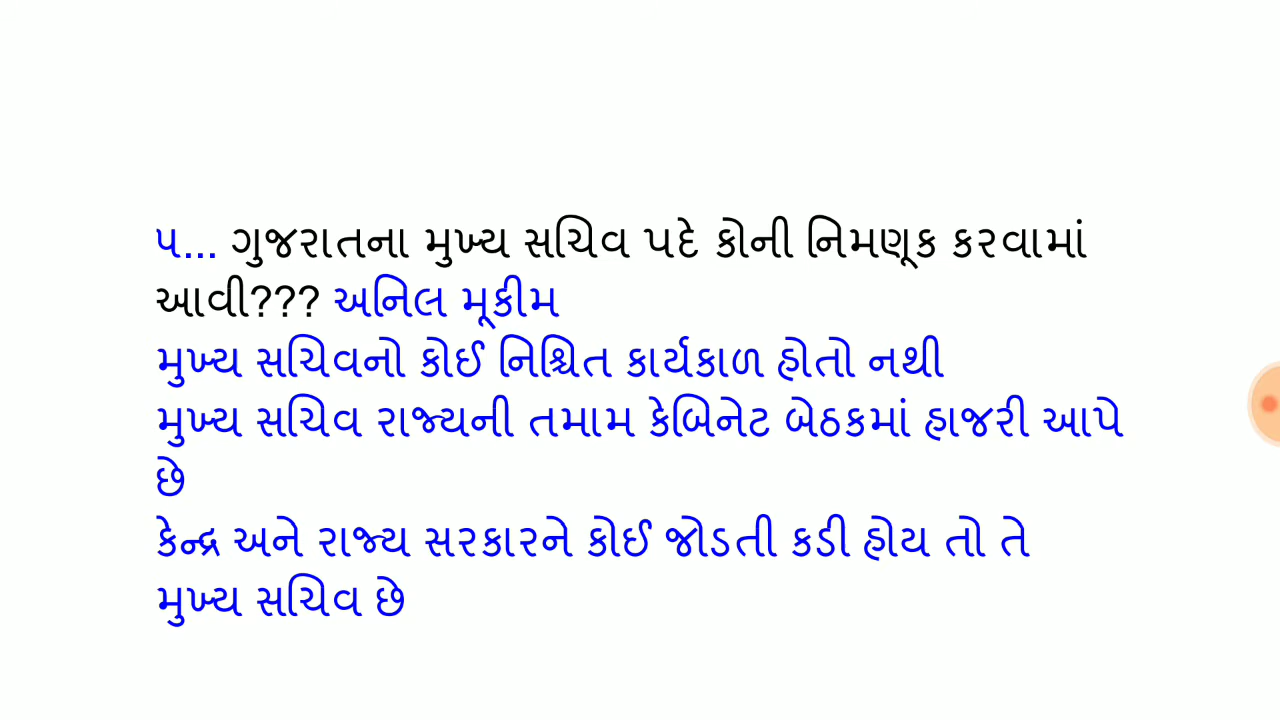 ૫... ગુજરાતના મુખ્ય સચિવ પદે કોની નિમણૂક કરવામાં
આવી??? અનિલ મૂકીમ
મુખ્ય સચિવનો કોઈ નિશ્ચિત કાર્યકાળ હોતો નથી
મુખ્ય સચિવ રાજ્યની તમામ કેબિનેટ બેઠકમાં હાજરી આપે
છે
કેન્દ્ર અને રાજ્ય સરકારને કોઈ જોડતી કડી હોય તો તે
મુખ્ય સચિવ છે